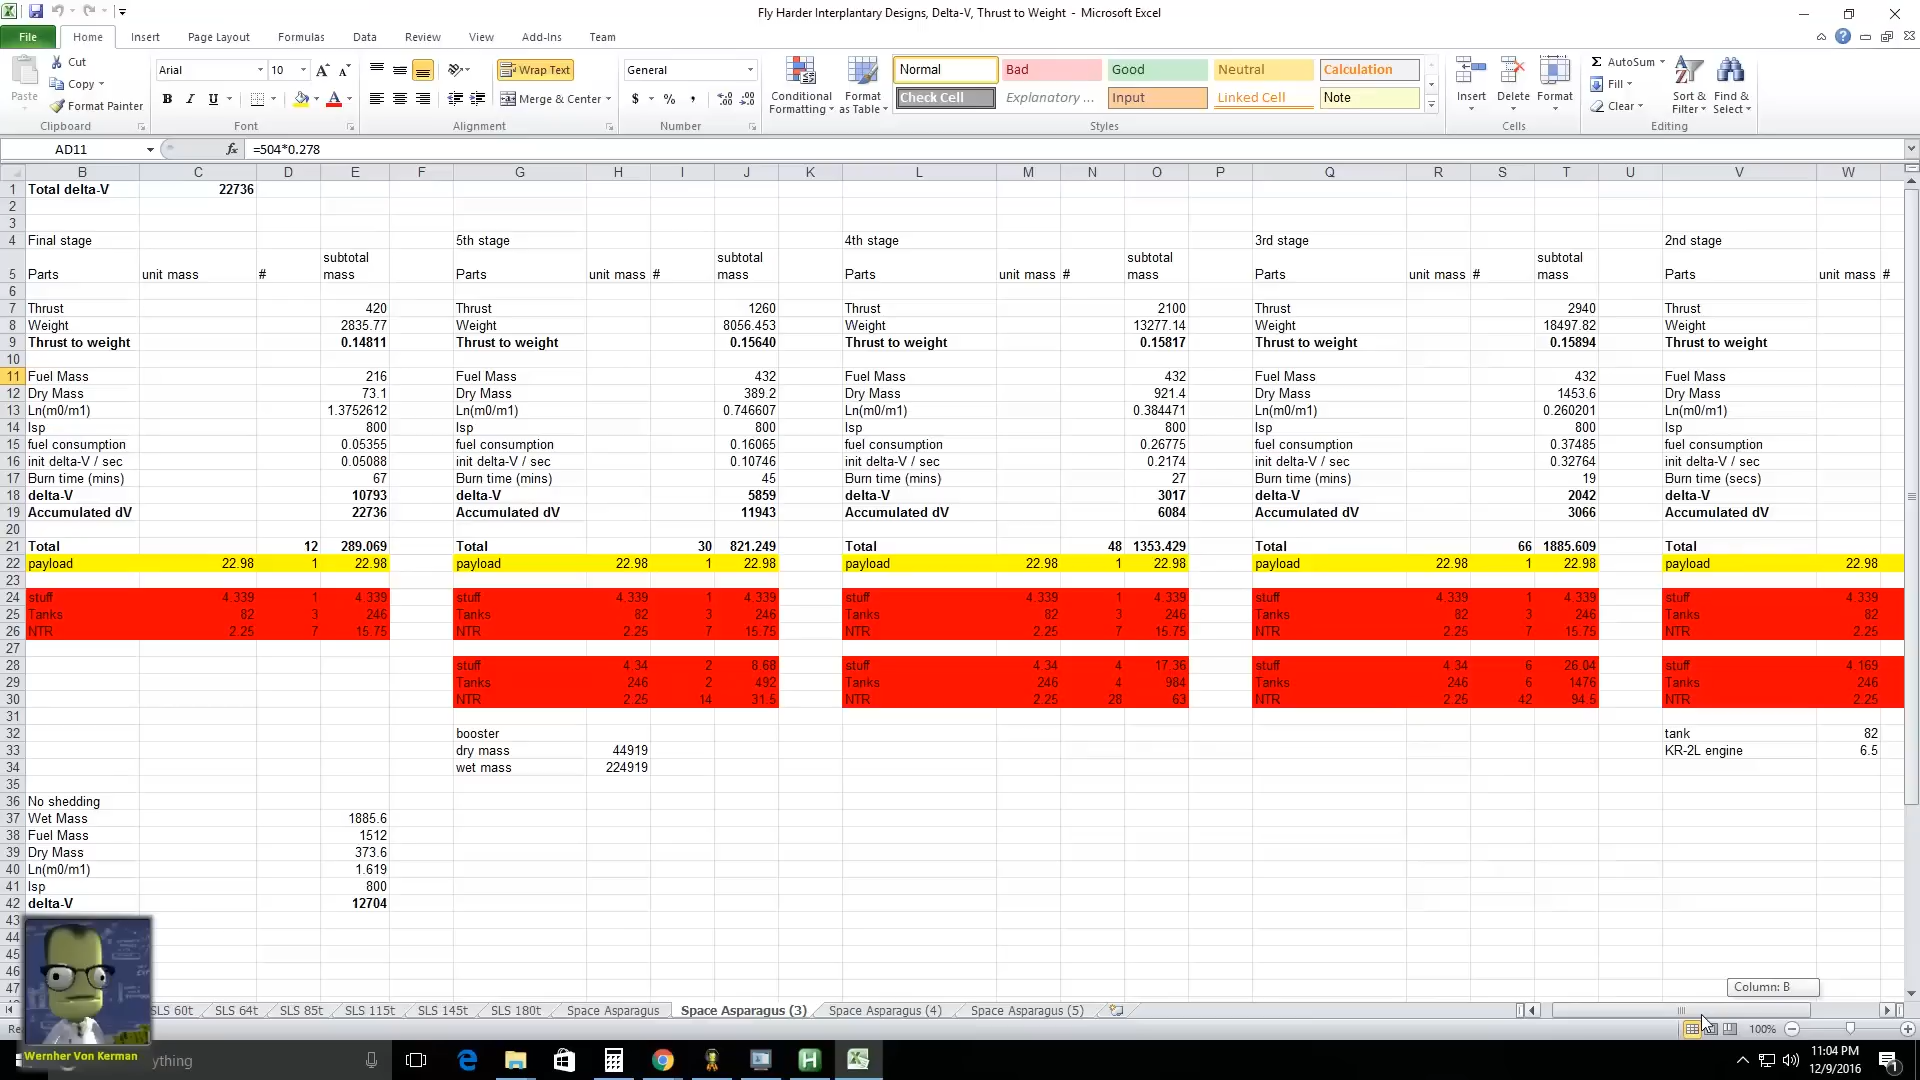 Fly Harder Interplantary Designs, Delta-V, Thrust to Weight - Microsoft Excel
File Home Insert Page Layout Formulas Data Review View Add-Ins Team
Paste Cut Copy Format Painter Clipboard
Arial 10 B I U Font
Wrap Text Merge & Center Alignment
General $ % , Number
Conditional Formatting Format as Table
Normal Bad Good Neutral Calculation
Check Cell Explanatory ... Input Linked Cell Note
Styles
Insert Delete Format Cells
Σ AutoSum Fill Clear Sort & Filter Find & Select Editing
AD11 fx =504*0.278
B C D E F G H I J K L M N O P Q R S T U V W
1 Total delta-V 22736
2
3
4 Final stage 5th stage 4th stage 3rd stage 2nd stage
5 Parts unit mass # subtotal mass Parts unit mass # subtotal mass Parts unit mass # subtotal mass Parts unit mass # subtotal mass Parts unit mass #
6
7 Thrust 420 Thrust 1260 Thrust 2100 Thrust 2940 Thrust
8 Weight 2835.77 Weight 8056.453 Weight 13277.14 Weight 18497.82 Weight
9 Thrust to weight 0.14811 Thrust to weight 0.15640 Thrust to weight 0.15817 Thrust to weight 0.15894 Thrust to weight
10
11 Fuel Mass 216 Fuel Mass 432 Fuel Mass 432 Fuel Mass 432 Fuel Mass
12 Dry Mass 73.1 Dry Mass 389.2 Dry Mass 921.4 Dry Mass 1453.6 Dry Mass
13 Ln(m0/m1) 1.3752612 Ln(m0/m1) 0.746607 Ln(m0/m1) 0.384471 Ln(m0/m1) 0.260201 Ln(m0/m1)
14 Isp 800 Isp 800 Isp 800 Isp 800 Isp
15 fuel consumption 0.05355 fuel consumption 0.16065 fuel consumption 0.26775 fuel consumption 0.37485 fuel consumption
16 init delta-V / sec 0.05088 init delta-V / sec 0.10746 init delta-V / sec 0.2174 init delta-V / sec 0.32764 init delta-V / sec
17 Burn time (mins) 67 Burn time (mins) 45 Burn time (mins) 27 Burn time (mins) 19 Burn time (secs)
18 delta-V 10793 delta-V 5859 delta-V 3017 delta-V 2042 delta-V
19 Accumulated dV 22736 Accumulated dV 11943 Accumulated dV 6084 Accumulated dV 3066 Accumulated dV
20
21 Total 12 289.069 Total 30 821.249 Total 48 1353.429 Total 66 1885.609 Total
22 payload 22.98 1 22.98 payload 22.98 1 22.98 payload 22.98 1 22.98 payload 22.98 1 22.98 payload 22.98
23
24 stuff 4.339 1 4.339 stuff 4.339 1 4.339 stuff 4.339 1 4.339 stuff 4.339 1 4.339 stuff 4.339
25 Tanks 82 3 246 Tanks 82 3 246 Tanks 82 3 246 Tanks 82 3 246 Tanks 82
26 NTR 2.25 7 15.75 NTR 2.25 7 15.75 NTR 2.25 7 15.75 NTR 2.25 7 15.75 NTR 2.25
27
28 stuff 4.34 2 8.68 stuff 4.34 4 17.36 stuff 4.34 6 26.04 stuff 4.169
29 Tanks 246 2 492 Tanks 246 4 984 Tanks 246 6 1476 Tanks 246
30 NTR 2.25 14 31.5 NTR 2.25 28 63 NTR 2.25 42 94.5 NTR 2.25
31
32 booster tank 82
33 dry mass 44919 KR-2L engine 6.5
34 wet mass 224919
35
36 No shedding
37 Wet Mass 1885.6
38 Fuel Mass 1512
39 Dry Mass 373.6
40 Ln(m0/m1) 1.619
41 Isp 800
42 delta-V 12704
43
44
45
46
47
Column: B
SLS 60t SLS 64t SLS 85t SLS 115t SLS 145t SLS 180t Space Asparagus Space Asparagus (3) Space Asparagus (4) Space Asparagus (5)
100%
Wernher Von Kerman
ything
11:04 PM
12/9/2016